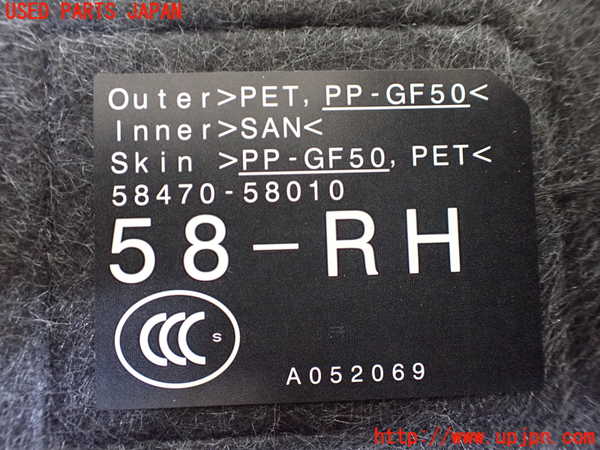 USED PARTS JAPAN
Outer>PET, PP-GF50<
Inner>SAN<
Skin >PP-GF50, PET<
58470-58010
58-RH
CCC S
A052069
http://www.upjpn.com